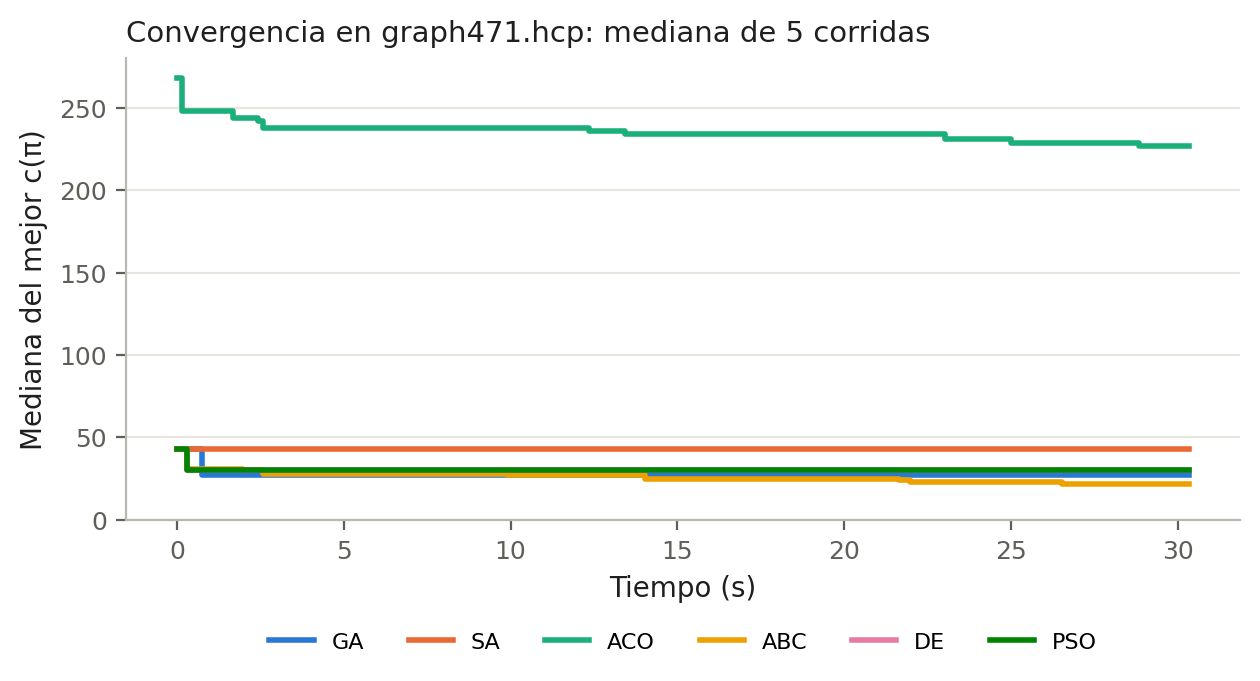 Convergencia en graph471.hcp: mediana de 5 corridas
Mediana del mejor c(π)
250
200
150
100
50
0
0 5 10 15 20 25 30
Tiempo (s)
GA SA ACO ABC DE PSO